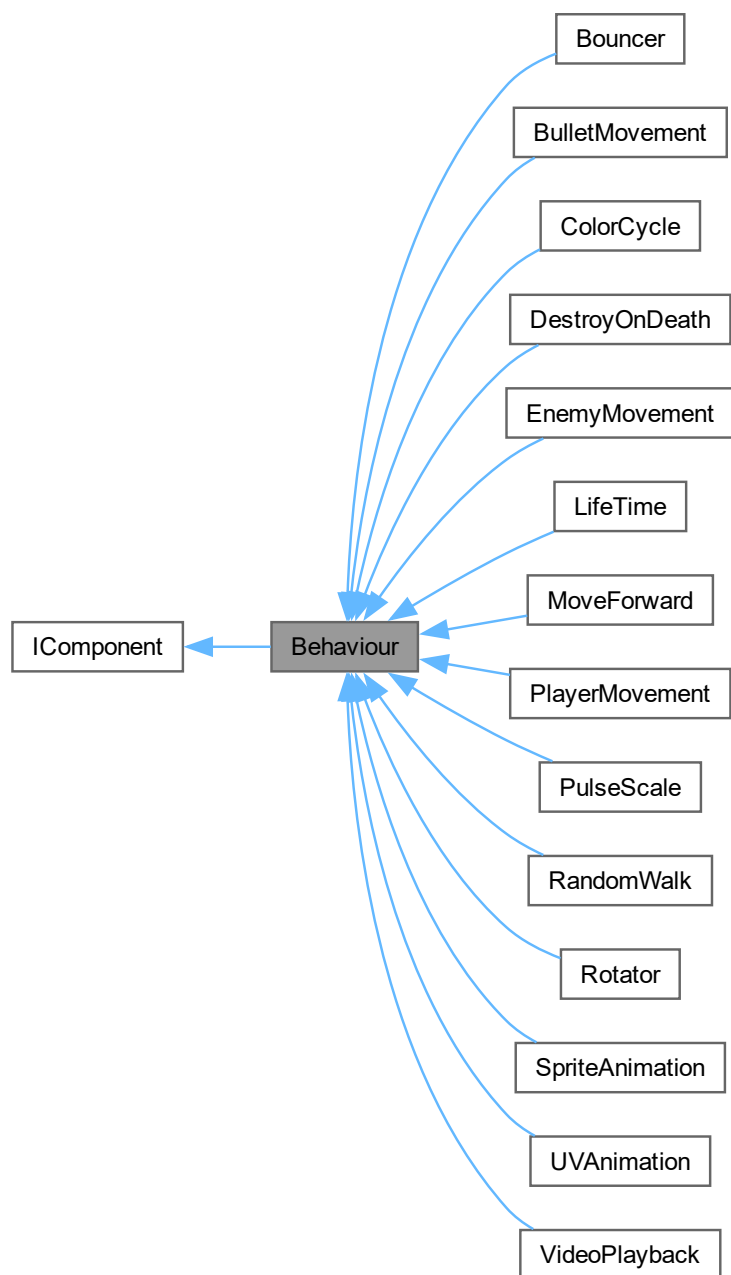 Bouncer
BulletMovement
ColorCycle
DestroyOnDeath
EnemyMovement
LifeTime
MoveForward
IComponent
Behaviour
PlayerMovement
PulseScale
RandomWalk
Rotator
SpriteAnimation
UVAnimation
VideoPlayback